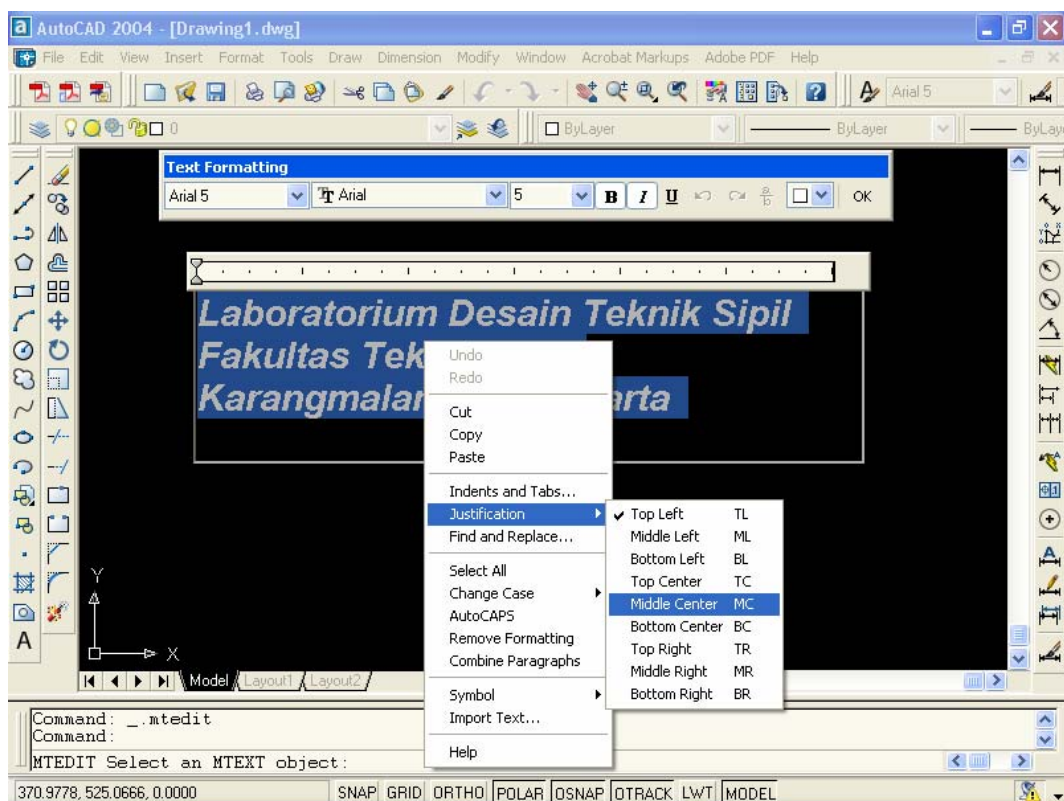 AutoCAD 2004 - [Drawing1.dwg]
File Edit View Insert Format Tools Draw Dimension Modify Window Acrobat Markups Adobe PDF Help
Arial 5
0 ByLayer ByLayer ByLay
Text Formatting
Arial 5 Arial 5 B I U OK
Laboratorium Desain Teknik Sipil
Fakultas Tek
Karangmala arta
Undo
Redo
Cut
Copy
Paste
Indents and Tabs...
Justification
Find and Replace...
Select All
Change Case
AutoCAPS
Remove Formatting
Combine Paragraphs
Symbol
Import Text...
Help
Top Left TL
Middle Left ML
Bottom Left BL
Top Center TC
Middle Center MC
Bottom Center BC
Top Right TR
Middle Right MR
Bottom Right BR
Y
X
A
Model Layout1 Layout2
Command: _.mtedit
Command:
MTEDIT Select an MTEXT object:
370.9778, 525.0666, 0.0000 SNAP GRID ORTHO POLAR OSNAP OTRACK LWT MODEL